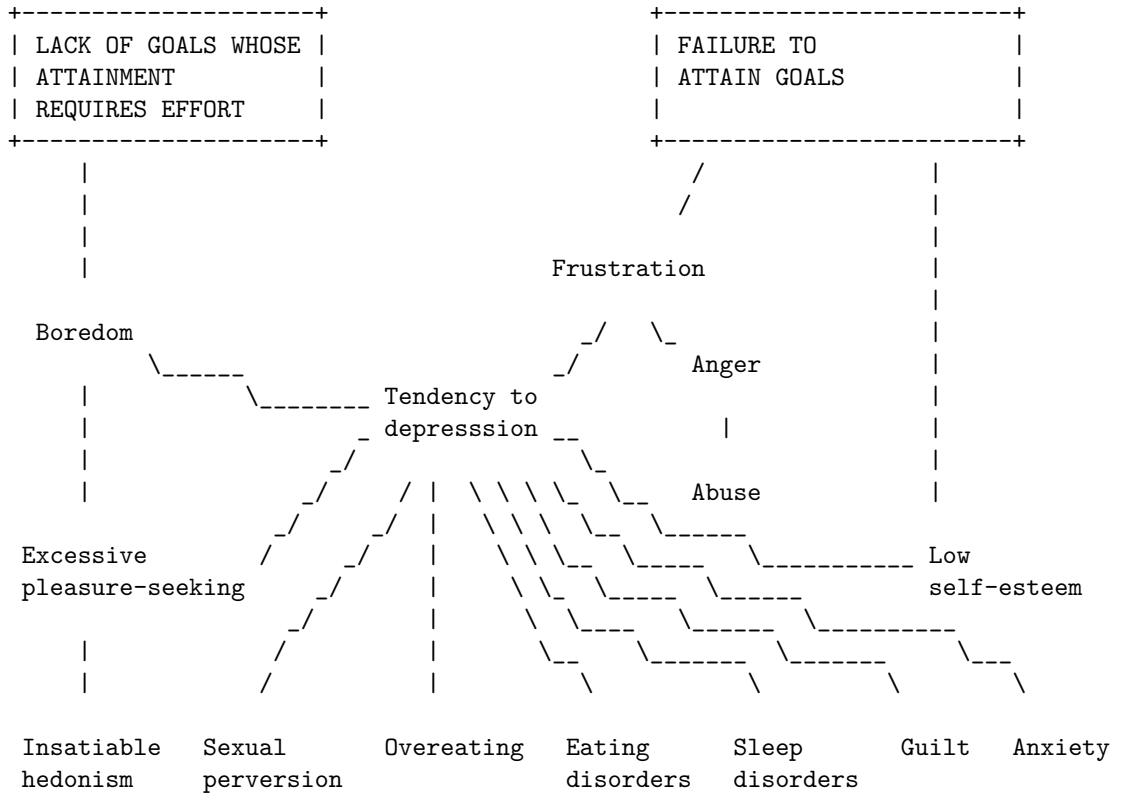 LACK OF GOALS WHOSE
ATTAINMENT
REQUIRES EFFORT
FAILURE TO
ATTAIN GOALS
Frustration
Boredom
Anger
Tendency to
depresssion
Abuse
Excessive
pleasure-seeking
Low
self-esteem
Insatiable
hedonism
Sexual
perversion
Overeating
Eating
disorders
Sleep
disorders
Guilt
Anxiety